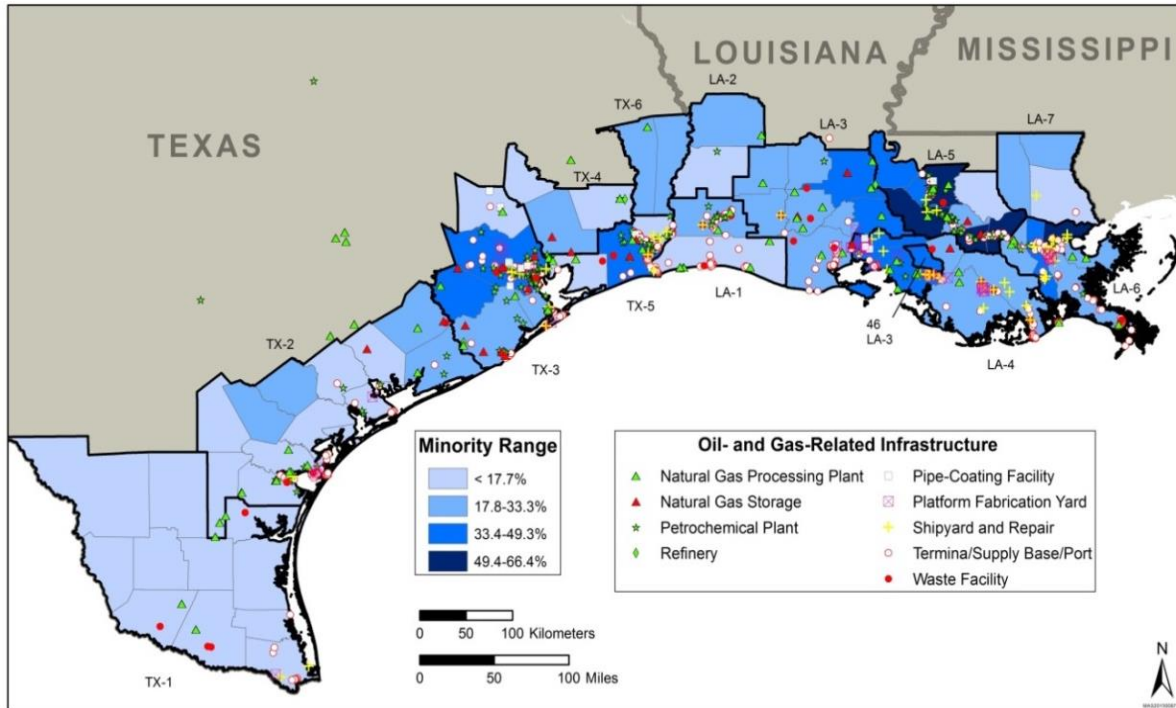 LOUISIANA
MISSISSIPPI
TEXAS
LA-2
TX-6
LA-3
LA-7
LA-5
TX-4
TX-5
LA-1
LA-6
46
LA-3
LA-4
TX-2
TX-3
TX-1
Minority Range
< 17.7%
17.8-33.3%
33.4-49.3%
49.4-66.4%
Oil- and Gas-Related Infrastructure
Natural Gas Processing Plant
Natural Gas Storage
Petrochemical Plant
Refinery
Pipe-Coating Facility
Platform Fabrication Yard
Shipyard and Repair
Termina/Supply Base/Port
Waste Facility
0 50 100 Kilometers
0 50 100 Miles
N